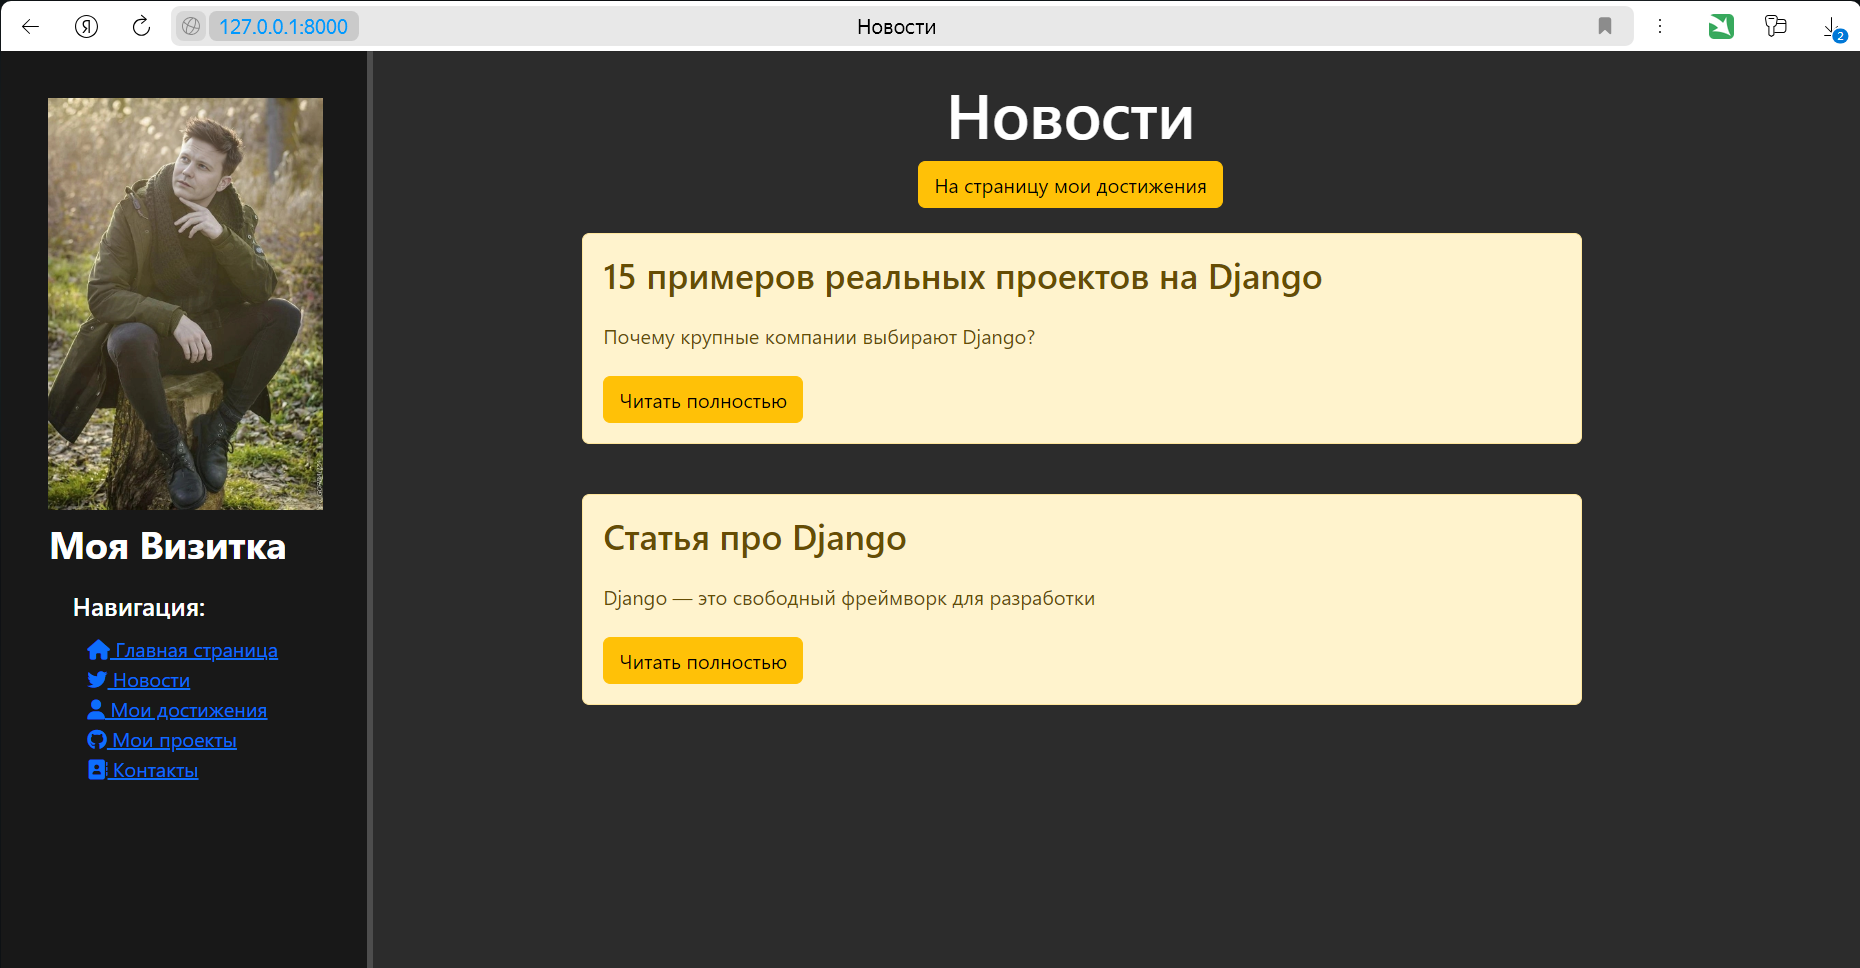 127.0.0.1:8000
Новости
2
Моя Визитка
Навигация:
Главная страница
Новости
Мои достижения
Мои проекты
Контакты
Новости
На страницу мои достижения
15 примеров реальных проектов на Django
Почему крупные компании выбирают Django?
Читать полностью
Статья про Django
Django — это свободный фреймворк для разработки
Читать полностью